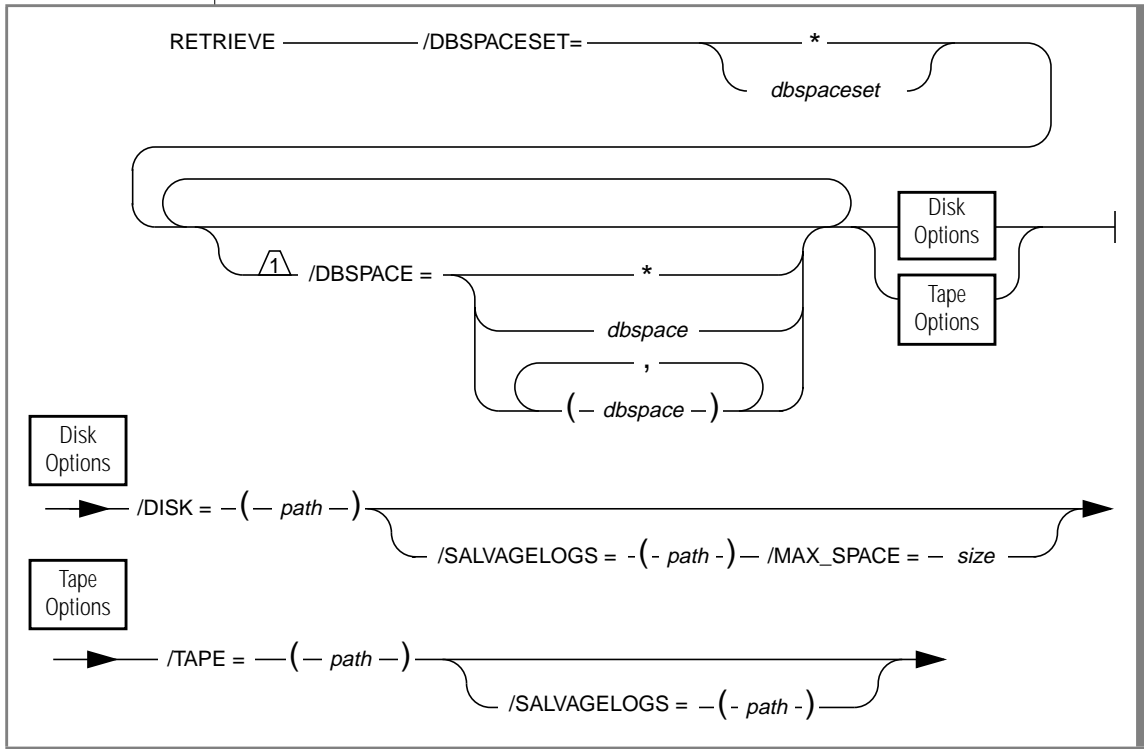 RETRIEVE /DBSPACESET= *
dbspaceset
Disk
Options
1 /DBSPACE = *
Tape
Options
dbspace
,
( dbspace )
Disk
Options
/DISK = ( path )
/SALVAGELOGS = ( path ) /MAX_SPACE = size
Tape
Options
/TAPE = ( path )
/SALVAGELOGS = ( path )